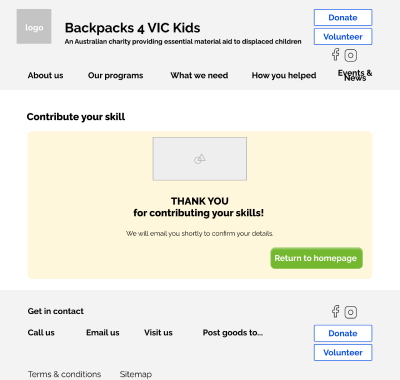 logo
Backpacks 4 VIC Kids
An Australian charity providing essential material aid to displaced children
Donate
Volunteer
About us
Our programs
What we need
How you helped
Events &
News
Contribute your skill
THANK YOU
for contributing your skills!
We will email you shortly to confirm your details.
Return to homepage
Get in contact
Call us
Email us
Visit us
Post goods to...
Donate
Volunteer
Terms & conditions
Sitemap